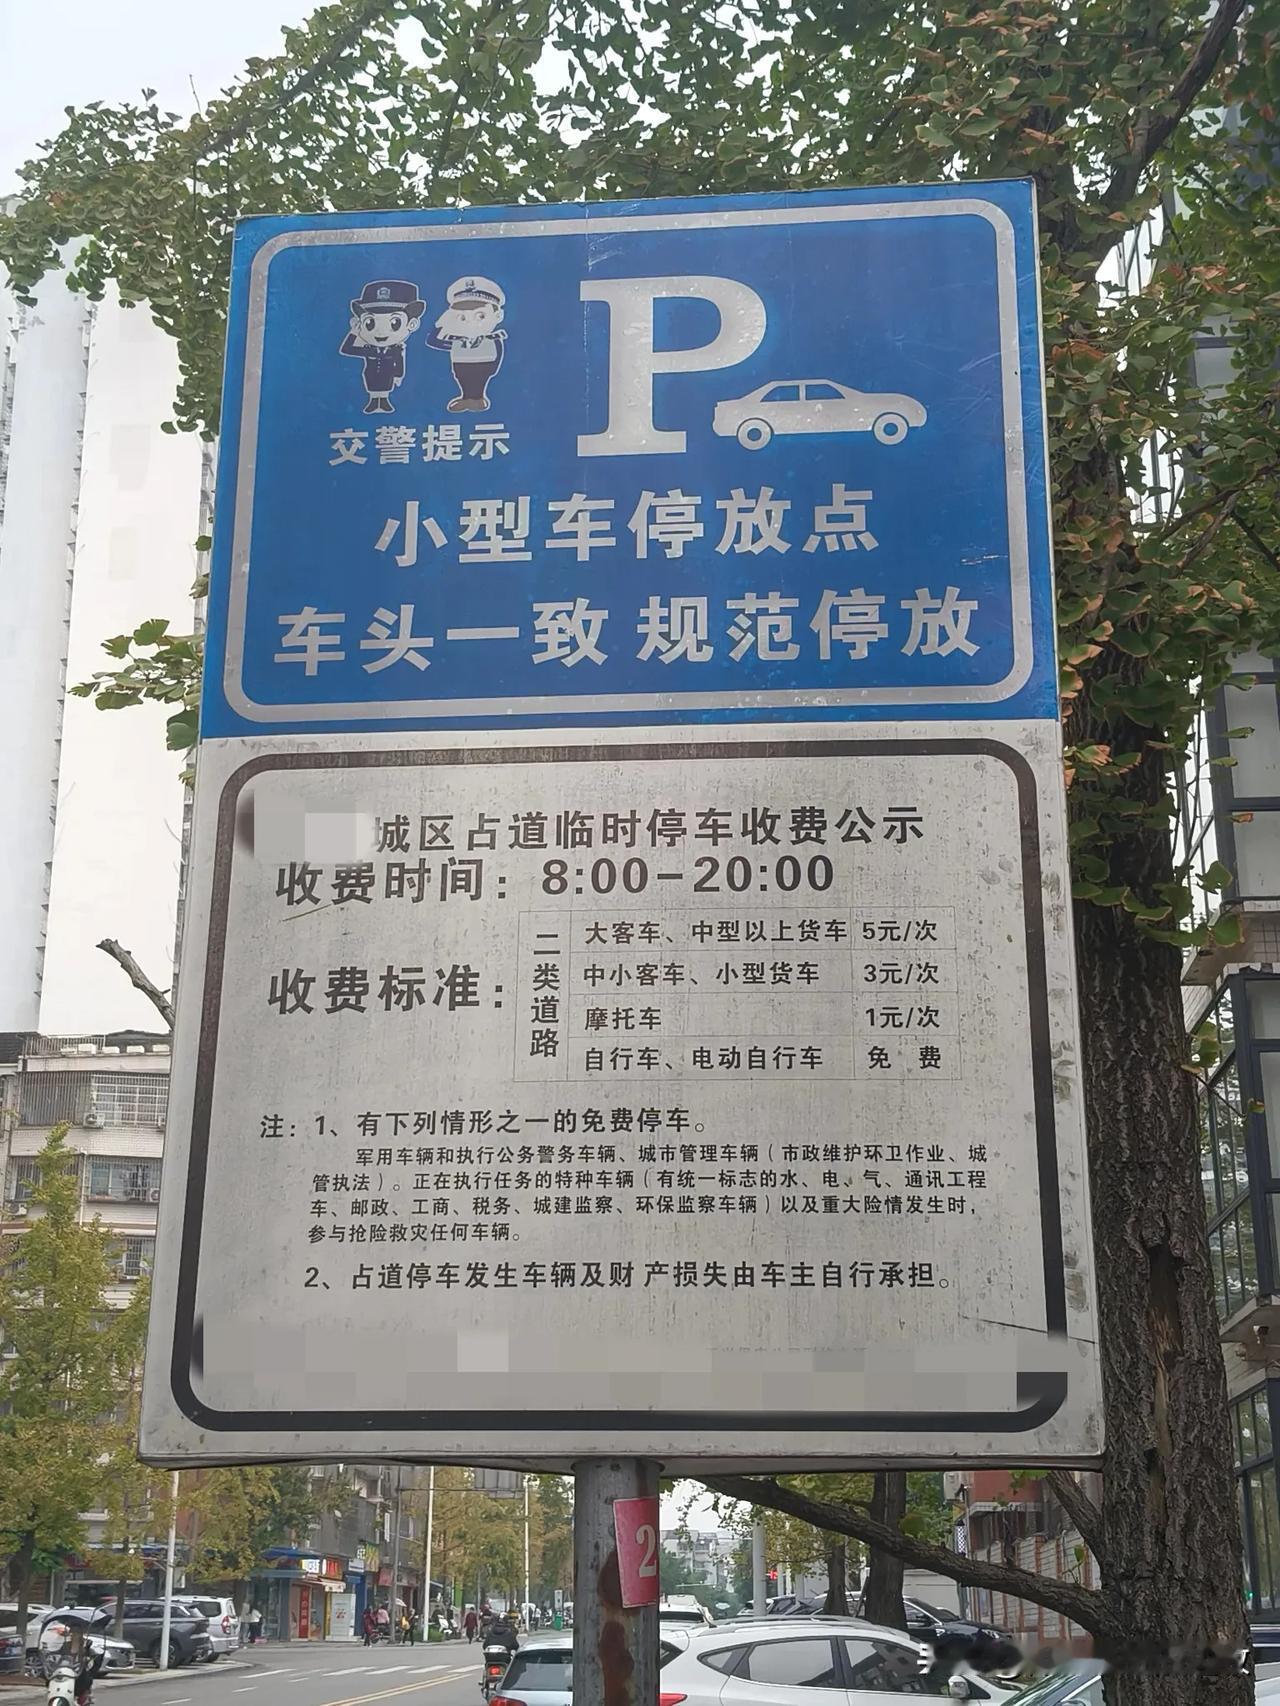 交警提示
P
小型车停放点
车头一致 规范停放
城区占道临时停车收费公示
收费时间：8:00-20:00
收费标准：
二类道路
大客车、中型以上货车 5元/次
中小客车、小型货车 3元/次
摩托车 1元/次
自行车、电动自行车 免 费
注：1、有下列情形之一的免费停车。
军用车辆和执行公务警务车辆、城市管理车辆（市政维护环卫作业、城
管执法）。正在执行任务的特种车辆（有统一标志的水、电、气、通讯工程
车、邮政、工商、税务、城建监察、环保监察车辆）以及重大险情发生时，
参与抢险救灾任何车辆。
2、占道停车发生车辆及财产损失由车主自行承担。
2